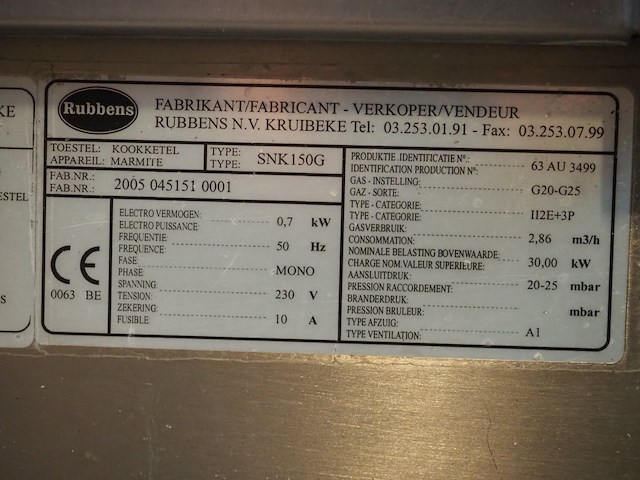 KE
ESTEL
S
Rubbens
FABRIKANT/FABRICANT - VERKOPER/VENDEUR
RUBBENS N.V. KRUIBEKE Tel: 03.253.01.91 - Fax: 03.253.07.99
TOESTEL: KOOKKETEL
APPAREIL: MARMITE
TYPE:
TYPE: SNK150G
FAB.NR.:
FAB.NR.: 2005 045151 0001
CE
0063 BE
ELECTRO VERMOGEN:
ELECTRO PUISSANCE: 0,7 kW
FREQUENTIE
FREQUENCE: 50 Hz
FASE:
PHASE: MONO
SPANNING:
TENSION: 230 V
ZEKERING:
FUSIBLE: 10 A
PRODUKTIE .IDENTIFICATIE Nº.:
IDENTIFICATION PRODUCTION Nº: 63 AU 3499
GAS - INSTELLING:
GAZ - SORTE: G20-G25
TYPE - CATEGORIE:
TYPE - CATEGORIE: II2E+3P
GASVERBRUIK:
CONSOMMATION: 2,86 m3/h
NOMINALE BELASTING BOVENWAARDE:
CHARGE NOM.VALEUR SUPERIEURE: 30,00 kW
AANSLUITDRUK:
PRESSION RACCORDEMENT: 20-25 mbar
BRANDERDRUK:
PRESSION BRULEUR: mbar
TYPE AFZUIG:
TYPE VENTILATION: A1